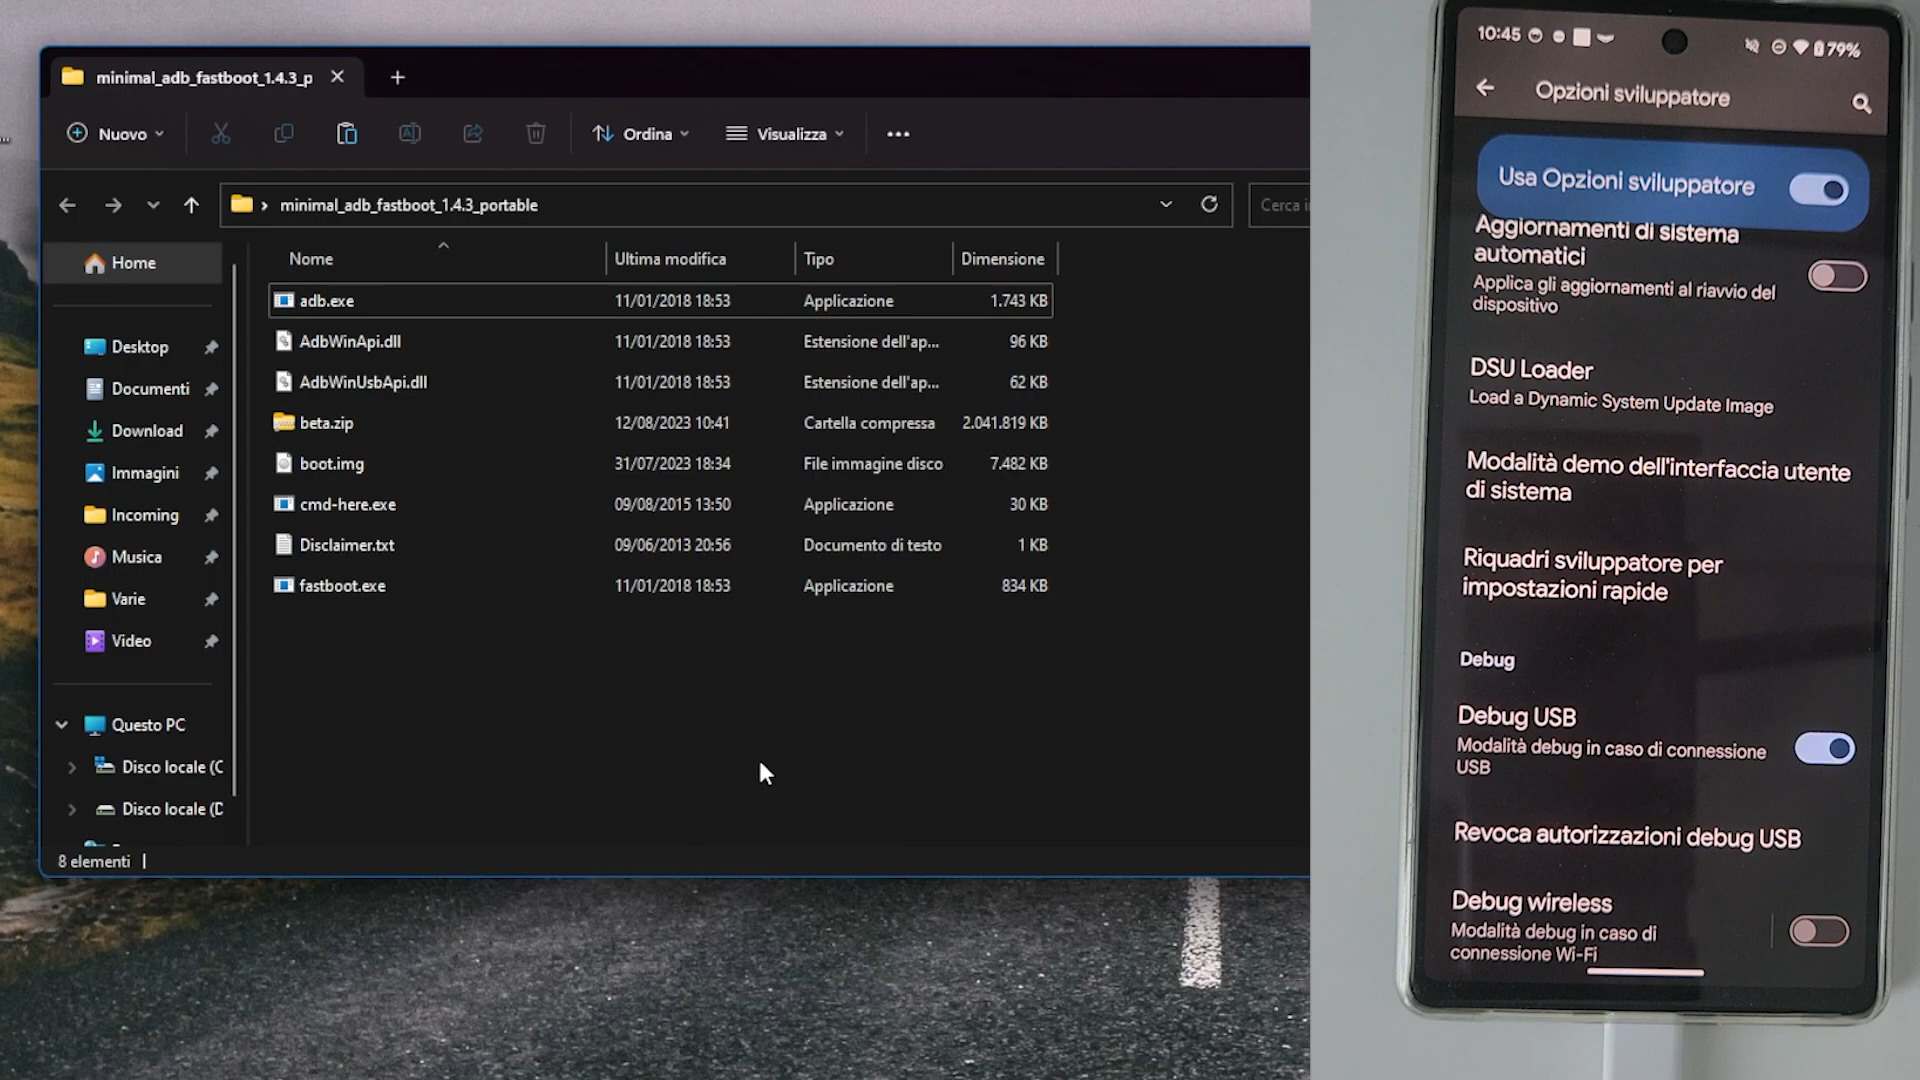 minimal_adb_fastboot_1.4.3_p
Nuovo
Ordina
Visualizza
minimal_adb_fastboot_1.4.3_portable
Cerca
Home
Desktop
Documenti
Download
Immagini
Incoming
Musica
Varie
Video
Questo PC
Disco locale (C
Disco locale (D
Nome Ultima modifica Tipo Dimensione
adb.exe 11/01/2018 18:53 Applicazione 1.743 KB
AdbWinApi.dll 11/01/2018 18:53 Estensione dell'ap... 96 KB
AdbWinUsbApi.dll 11/01/2018 18:53 Estensione dell'ap... 62 KB
beta.zip 12/08/2023 10:41 Cartella compressa 2.041.819 KB
boot.img 31/07/2023 18:34 File immagine disco 7.482 KB
cmd-here.exe 09/08/2015 13:50 Applicazione 30 KB
Disclaimer.txt 09/06/2013 20:56 Documento di testo 1 KB
fastboot.exe 11/01/2018 18:53 Applicazione 834 KB
8 elementi
10:45 79%
Opzioni sviluppatore
Usa Opzioni sviluppatore
Aggiornamenti di sistema
automatici
Applica gli aggiornamenti al riavvio del
dispositivo
DSU Loader
Load a Dynamic System Update Image
Modalità demo dell'interfaccia utente
di sistema
Riquadri sviluppatore per
impostazioni rapide
Debug
Debug USB
Modalità debug in caso di connessione
USB
Revoca autorizzazioni debug USB
Debug wireless
Modalità debug in caso di
connessione Wi-Fi